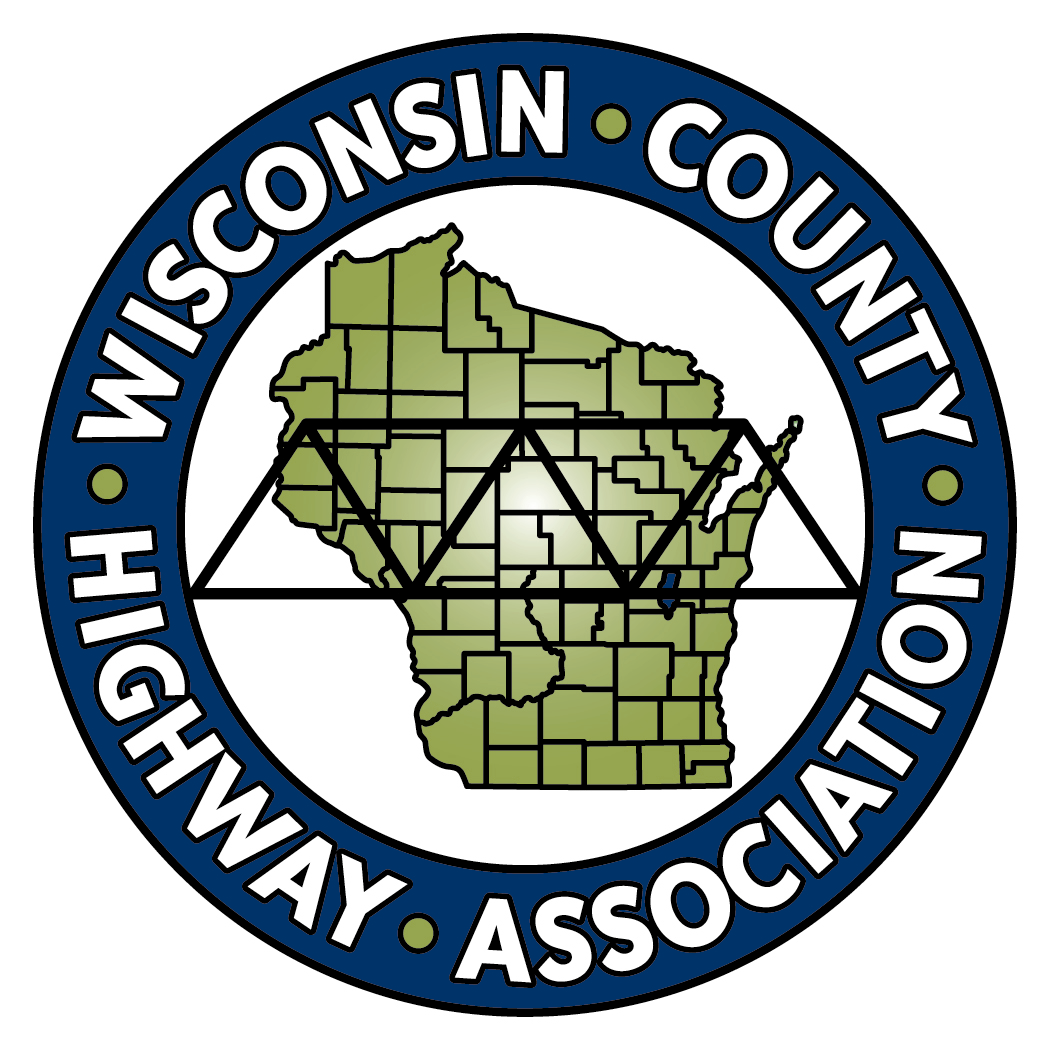 WISCONSIN • COUNTY • HIGHWAY • ASSOCIATION •